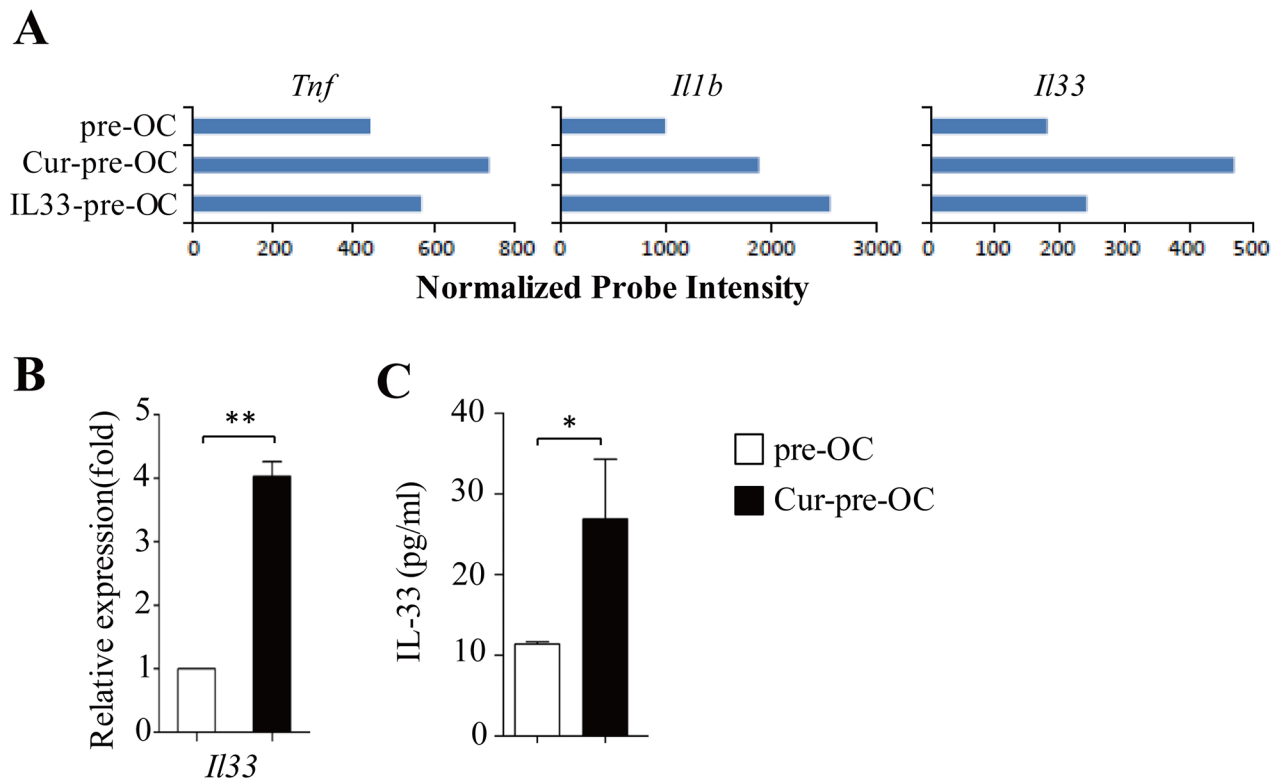 A
Tnf Il1b Il33
pre-OC
Cur-pre-OC
IL33-pre-OC
0 200 400 600 800 0 1000 2000 3000 0 100 200 300 400 500
Normalized Probe Intensity
B
Relative expression(fold)
5
4
3
2
1
0
**
Il33
C
IL-33 (pg/ml)
40
30
20
10
0
*
pre-OC
Cur-pre-OC